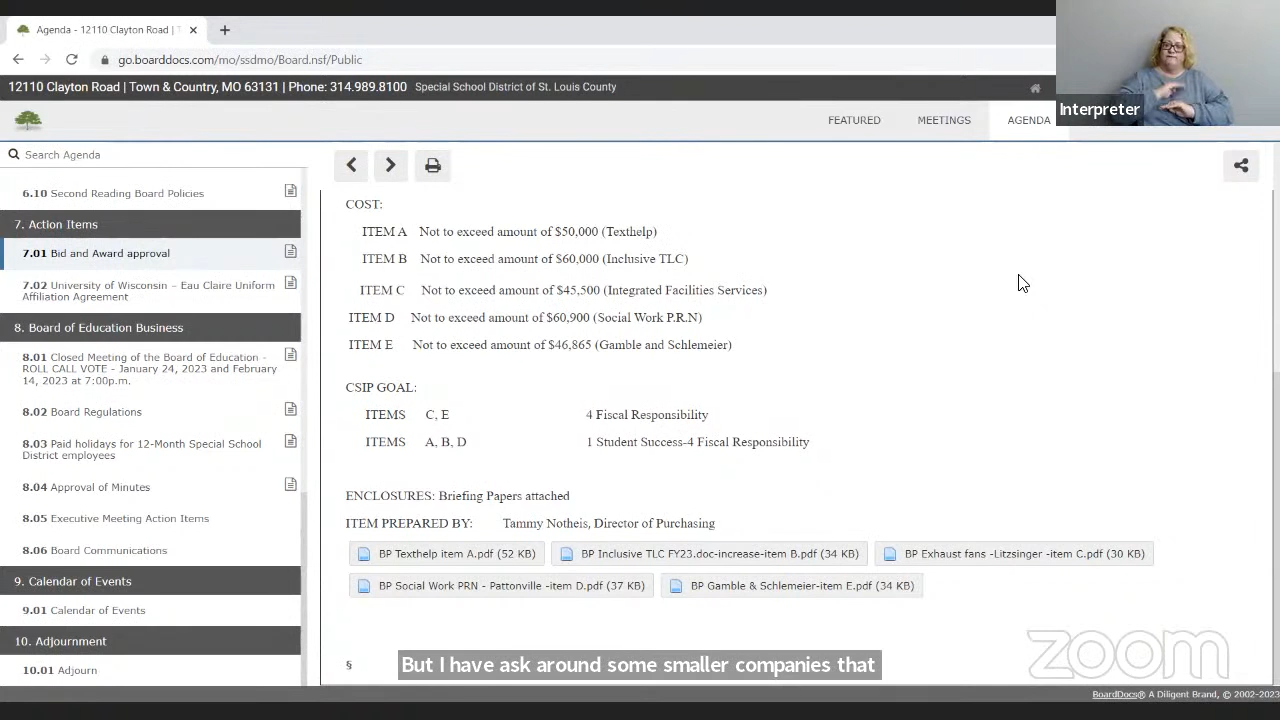 Agenda - 12110 Clayton Road | T
go.boarddocs.com/mo/ssdmo/Board.nsf/Public
12110 Clayton Road | Town & Country, MO 63131 | Phone: 314.989.8100 Special School District of St. Louis County
Interpreter
FEATURED MEETINGS AGENDA
Search Agenda
6.10 Second Reading Board Policies
7. Action Items
7.01 Bid and Award approval
7.02 University of Wisconsin – Eau Claire Uniform
Affiliation Agreement
8. Board of Education Business
8.01 Closed Meeting of the Board of Education -
ROLL CALL VOTE - January 24, 2023 and February
14, 2023 at 7:00p.m.
8.02 Board Regulations
8.03 Paid holidays for 12-Month Special School
District employees
8.04 Approval of Minutes
8.05 Executive Meeting Action Items
8.06 Board Communications
9. Calendar of Events
9.01 Calendar of Events
10. Adjournment
10.01 Adjourn
COST:
ITEM A Not to exceed amount of $50,000 (Texthelp)
ITEM B Not to exceed amount of $60,000 (Inclusive TLC)
ITEM C Not to exceed amount of $45,500 (Integrated Facilities Services)
ITEM D Not to exceed amount of $60,900 (Social Work P.R.N)
ITEM E Not to exceed amount of $46,865 (Gamble and Schlemeier)
CSIP GOAL:
ITEMS C, E 4 Fiscal Responsibility
ITEMS A, B, D 1 Student Success-4 Fiscal Responsibility
ENCLOSURES: Briefing Papers attached
ITEM PREPARED BY: Tammy Notheis, Director of Purchasing
BP Texthelp item A.pdf (52 KB) BP Inclusive TLC FY23.doc-increase-item B.pdf (34 KB) BP Exhaust fans -Litzsinger -item C.pdf (30 KB)
BP Social Work PRN - Pattonville -item D.pdf (37 KB) BP Gamble & Schlemeier-item E.pdf (34 KB)
§
But I have ask around some smaller companies that
zoom
BoardDocs® A Diligent Brand, © 2002-2023